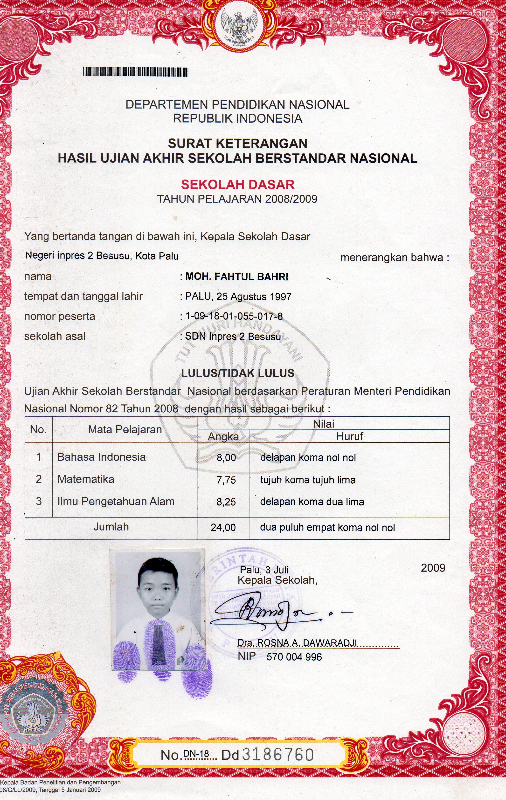 DEPARTEMEN PENDIDIKAN NASIONAL
REPUBLIK INDONESIA
SURAT KETERANGAN
HASIL UJIAN AKHIR SEKOLAH BERSTANDAR NASIONAL
SEKOLAH DASAR
TAHUN PELAJARAN 2008/2009
Yang bertanda tangan di bawah ini, Kepala Sekolah Dasar
Negeri inpres 2 Besusu, Kota Palu menerangkan bahwa :
nama : MOH. FAHTUL BAHRI
tempat dan tanggal lahir : PALU, 25 Agustus 1997
nomor peserta : 1-09-18-01-055-017-8
sekolah asal : SDN Inpres 2 Besusu
TUT WURI HANDAYANI
LULUS/TIDAK LULUS
Ujian Akhir Sekolah Berstandar Nasional berdasarkan Peraturan Menteri Pendidikan
Nasional Nomor 82 Tahun 2008 dengan hasil sebagai berikut :
No. Mata Pelajaran Nilai
Angka Huruf
1 Bahasa Indonesia 8,00 delapan koma nol nol
2 Matematika 7,75 tujuh koma tujuh lima
3 Ilmu Pengetahuan Alam 8,25 delapan koma dua lima
Jumlah 24,00 dua puluh empat koma nol nol
Palu, 3 Juli 2009
Kepala Sekolah,
Dra. ROSNA A. DAWARADJI
NIP 570 004 996
No. DN-18 Dd 3186760
Kepala Badan Penelitian dan Pengembangan
/2009, Tanggal 5 Januari 2009